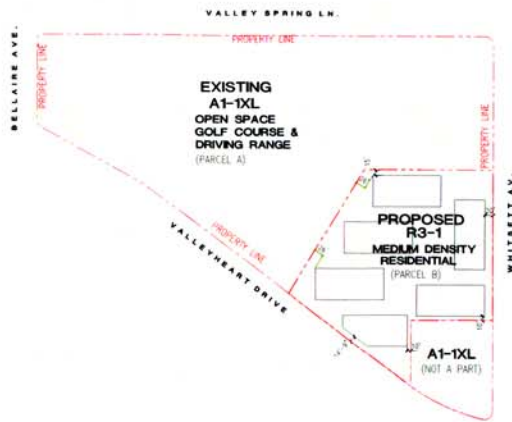 VALLEY SPRING LN.
PROPERTY LINE
BELLAIRE AVE.
PROPERTY LINE
EXISTING
A1-1XL
OPEN SPACE
GOLF COURSE &
DRIVING RANGE
(PARCEL A)
PROPERTY LINE
WHITSETT AV.
15'
PROPOSED
R3-1
MEDIUM DENSITY
RESIDENTIAL
(PARCEL B)
PROPERTY LINE
VALLEYHEART DRIVE
A1-1XL
(NOT A PART)